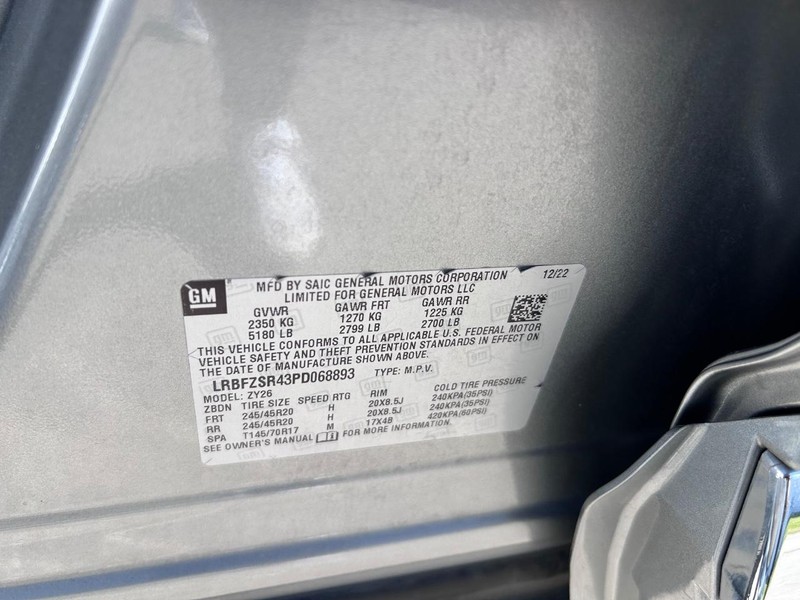 GM
MFD BY SAIC GENERAL MOTORS CORPORATION 12/22
LIMITED FOR GENERAL MOTORS LLC
GVWR GAWR FRT GAWR RR
2350 KG 1270 KG 1225 KG
5180 LB 2799 LB 2700 LB
THIS VEHICLE CONFORMS TO ALL APPLICABLE U.S. FEDERAL MOTOR
VEHICLE SAFETY AND THEFT PREVENTION STANDARDS IN EFFECT ON
THE DATE OF MANUFACTURE SHOWN ABOVE.
LRBFZSR43PD068893 TYPE: M.P.V.
MODEL: ZY26
ZBDN TIRE SIZE SPEED RTG RIM COLD TIRE PRESSURE
FRT 245/45R20 H 20X8.5J 240KPA(35PSI)
RR 245/45R20 H 20X8.5J 240KPA(35PSI)
SPA T145/70R17 M 17X4B 420KPA(60PSI)
SEE OWNER'S MANUAL FOR MORE INFORMATION.